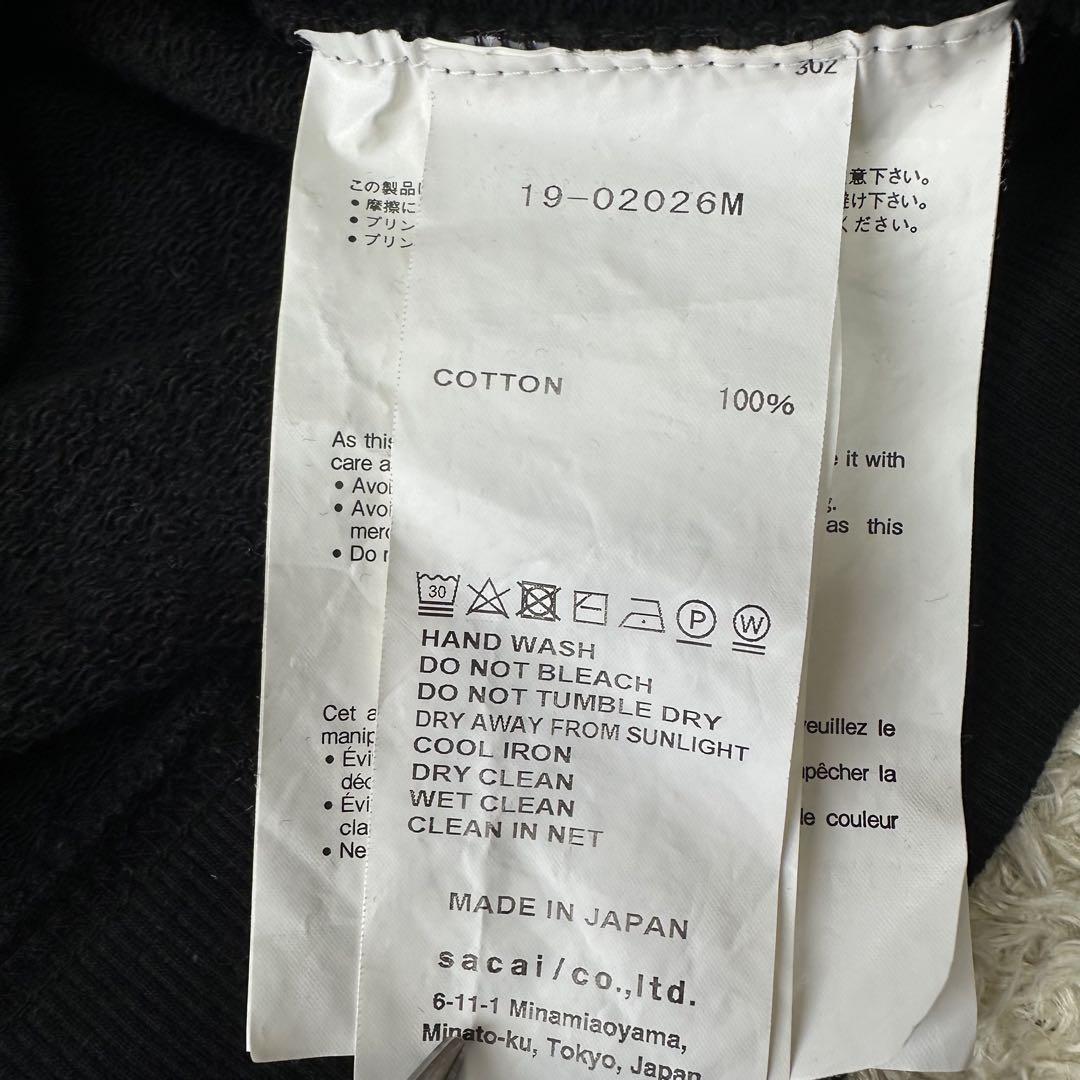 302
19-02026M
この製品
意下さい。
• 摩擦に
け下さい。
• プリン
ください。
• プリン
COTTON 100%
As this
care a
it with
• Avoi
• Avoi
as this
• Do
30 P W
HAND WASH
DO NOT BLEACH
DO NOT TUMBLE DRY
DRY AWAY FROM SUNLIGHT
COOL IRON
DRY CLEAN
WET CLEAN
CLEAN IN NET
Cet a
veuillez le
manip
• Évi
pêcher la
déc
• Évi
le couleur
cla
• Ne
MADE IN JAPAN
sacai/co.,ltd.
6-11-1 Minamiaoyama,
Minato-ku, Tokyo, Japan